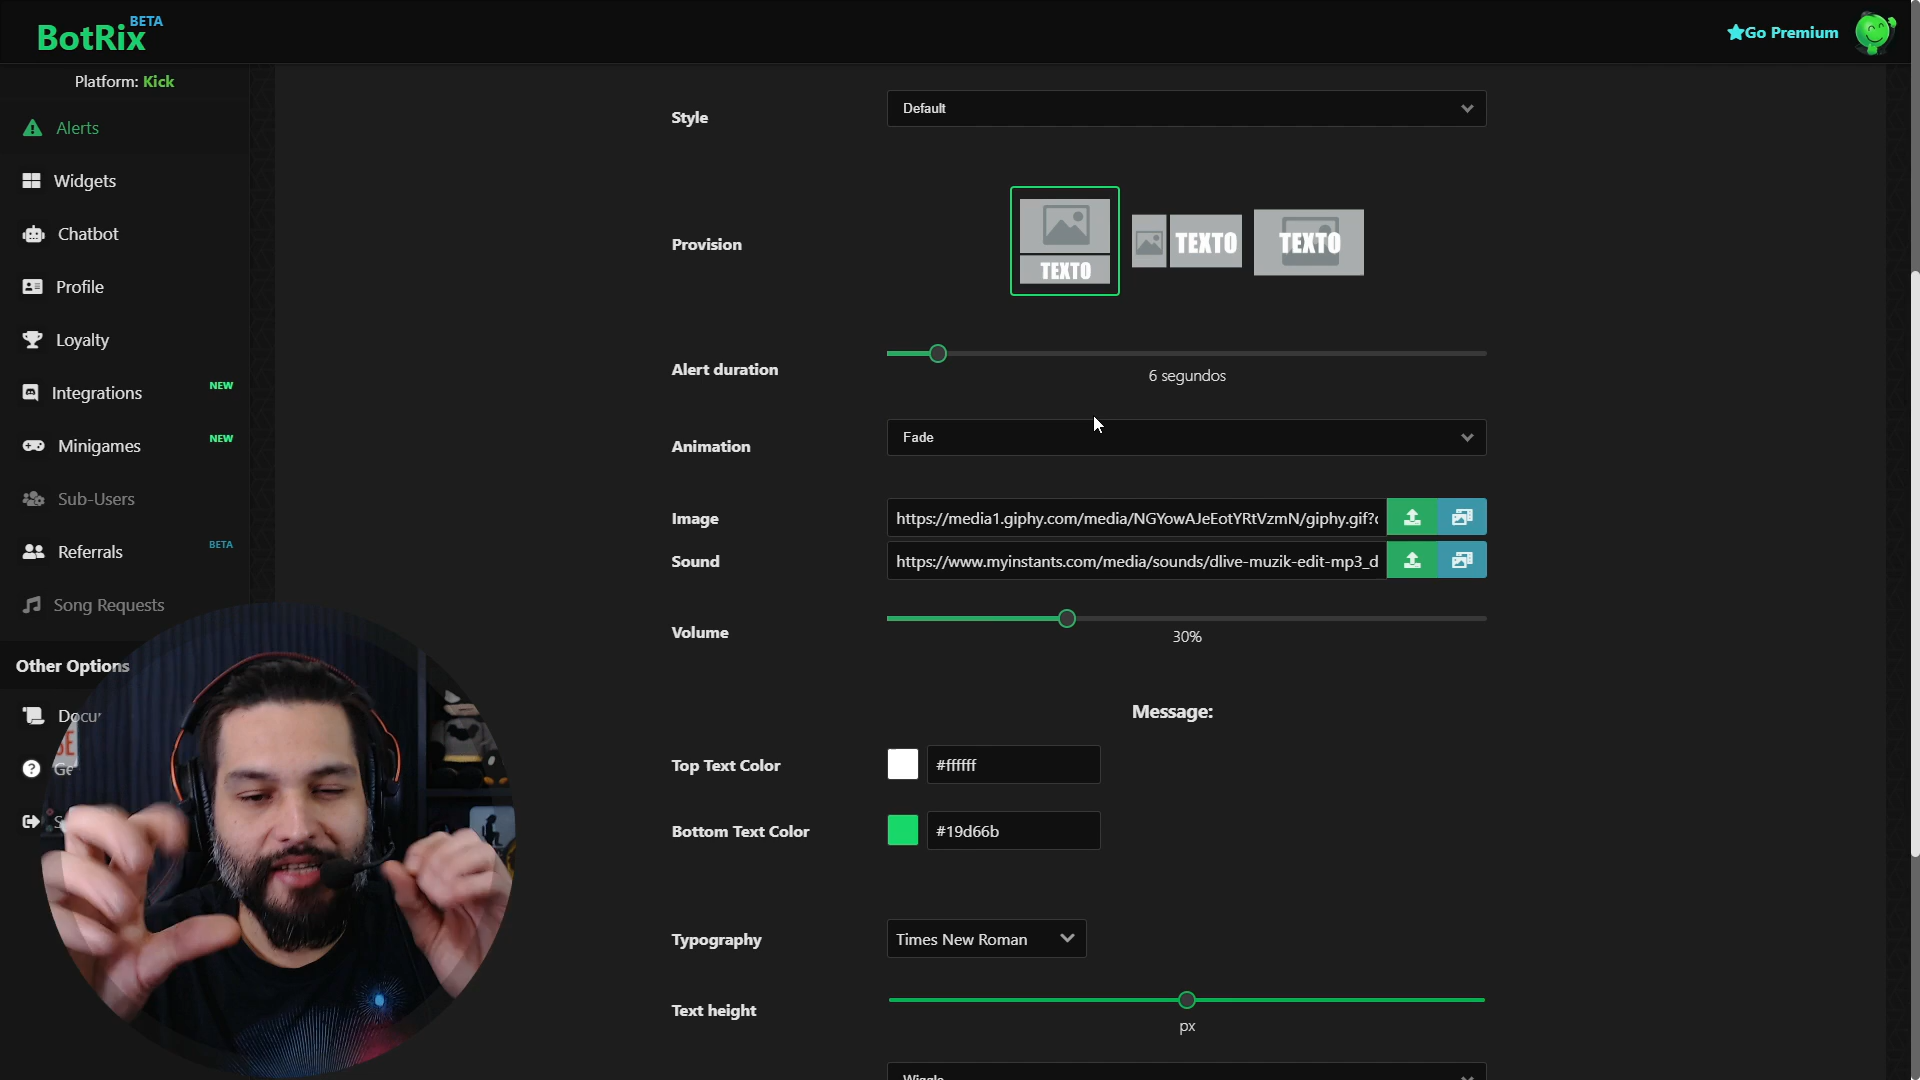 BotRix
BETA
Go Premium
Platform: Kick
Alerts
Widgets
Chatbot
Profile
Loyalty
Integrations NEW
Minigames NEW
Sub-Users
Referrals BETA
Song Requests
Other Options
Style
Default
Provision
TEXTO
TEXTO
TEXTO
Alert duration
6 segundos
Animation
Fade
Image
https://media1.giphy.com/media/NGYowAJeEotYRtVzmN/giphy.gif?
Sound
https://www.myinstants.com/media/sounds/dlive-muzik-edit-mp3_d
Volume
30%
Message:
Top Text Color
#ffffff
Bottom Text Color
#19d66b
Typography
Times New Roman
Text height
px